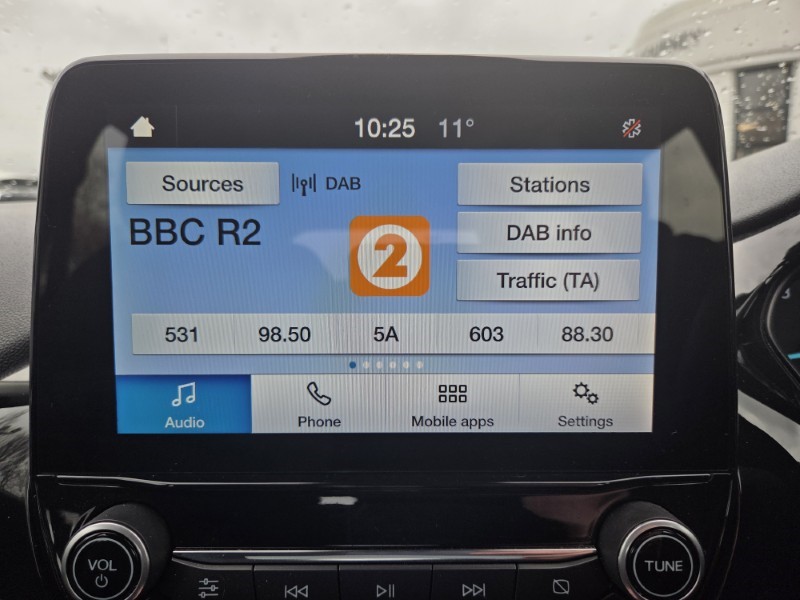 10:25 11°
Sources DAB Stations
BBC R2
2
DAB info
Traffic (TA)
531 98.50 5A 603 88.30
Audio Phone Mobile apps Settings
VOL TUNE